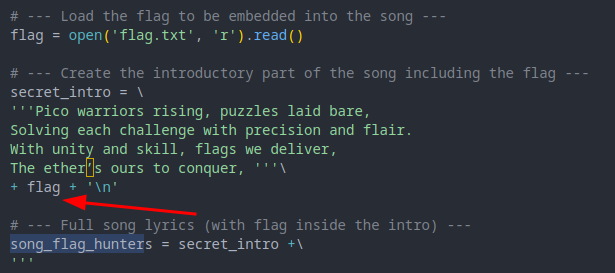 # --- Load the flag to be embedded into the song ---
flag = open('flag.txt', 'r').read()
# --- Create the introductory part of the song including the flag ---
secret_intro = \
'''Pico warriors rising, puzzles laid bare,
Solving each challenge with precision and flair.
With unity and skill, flags we deliver,
The ether’s ours to conquer, '''\
+ flag + '\n'
# --- Full song lyrics (with flag inside the intro) ---
song_flag_hunters = secret_intro +\
'''